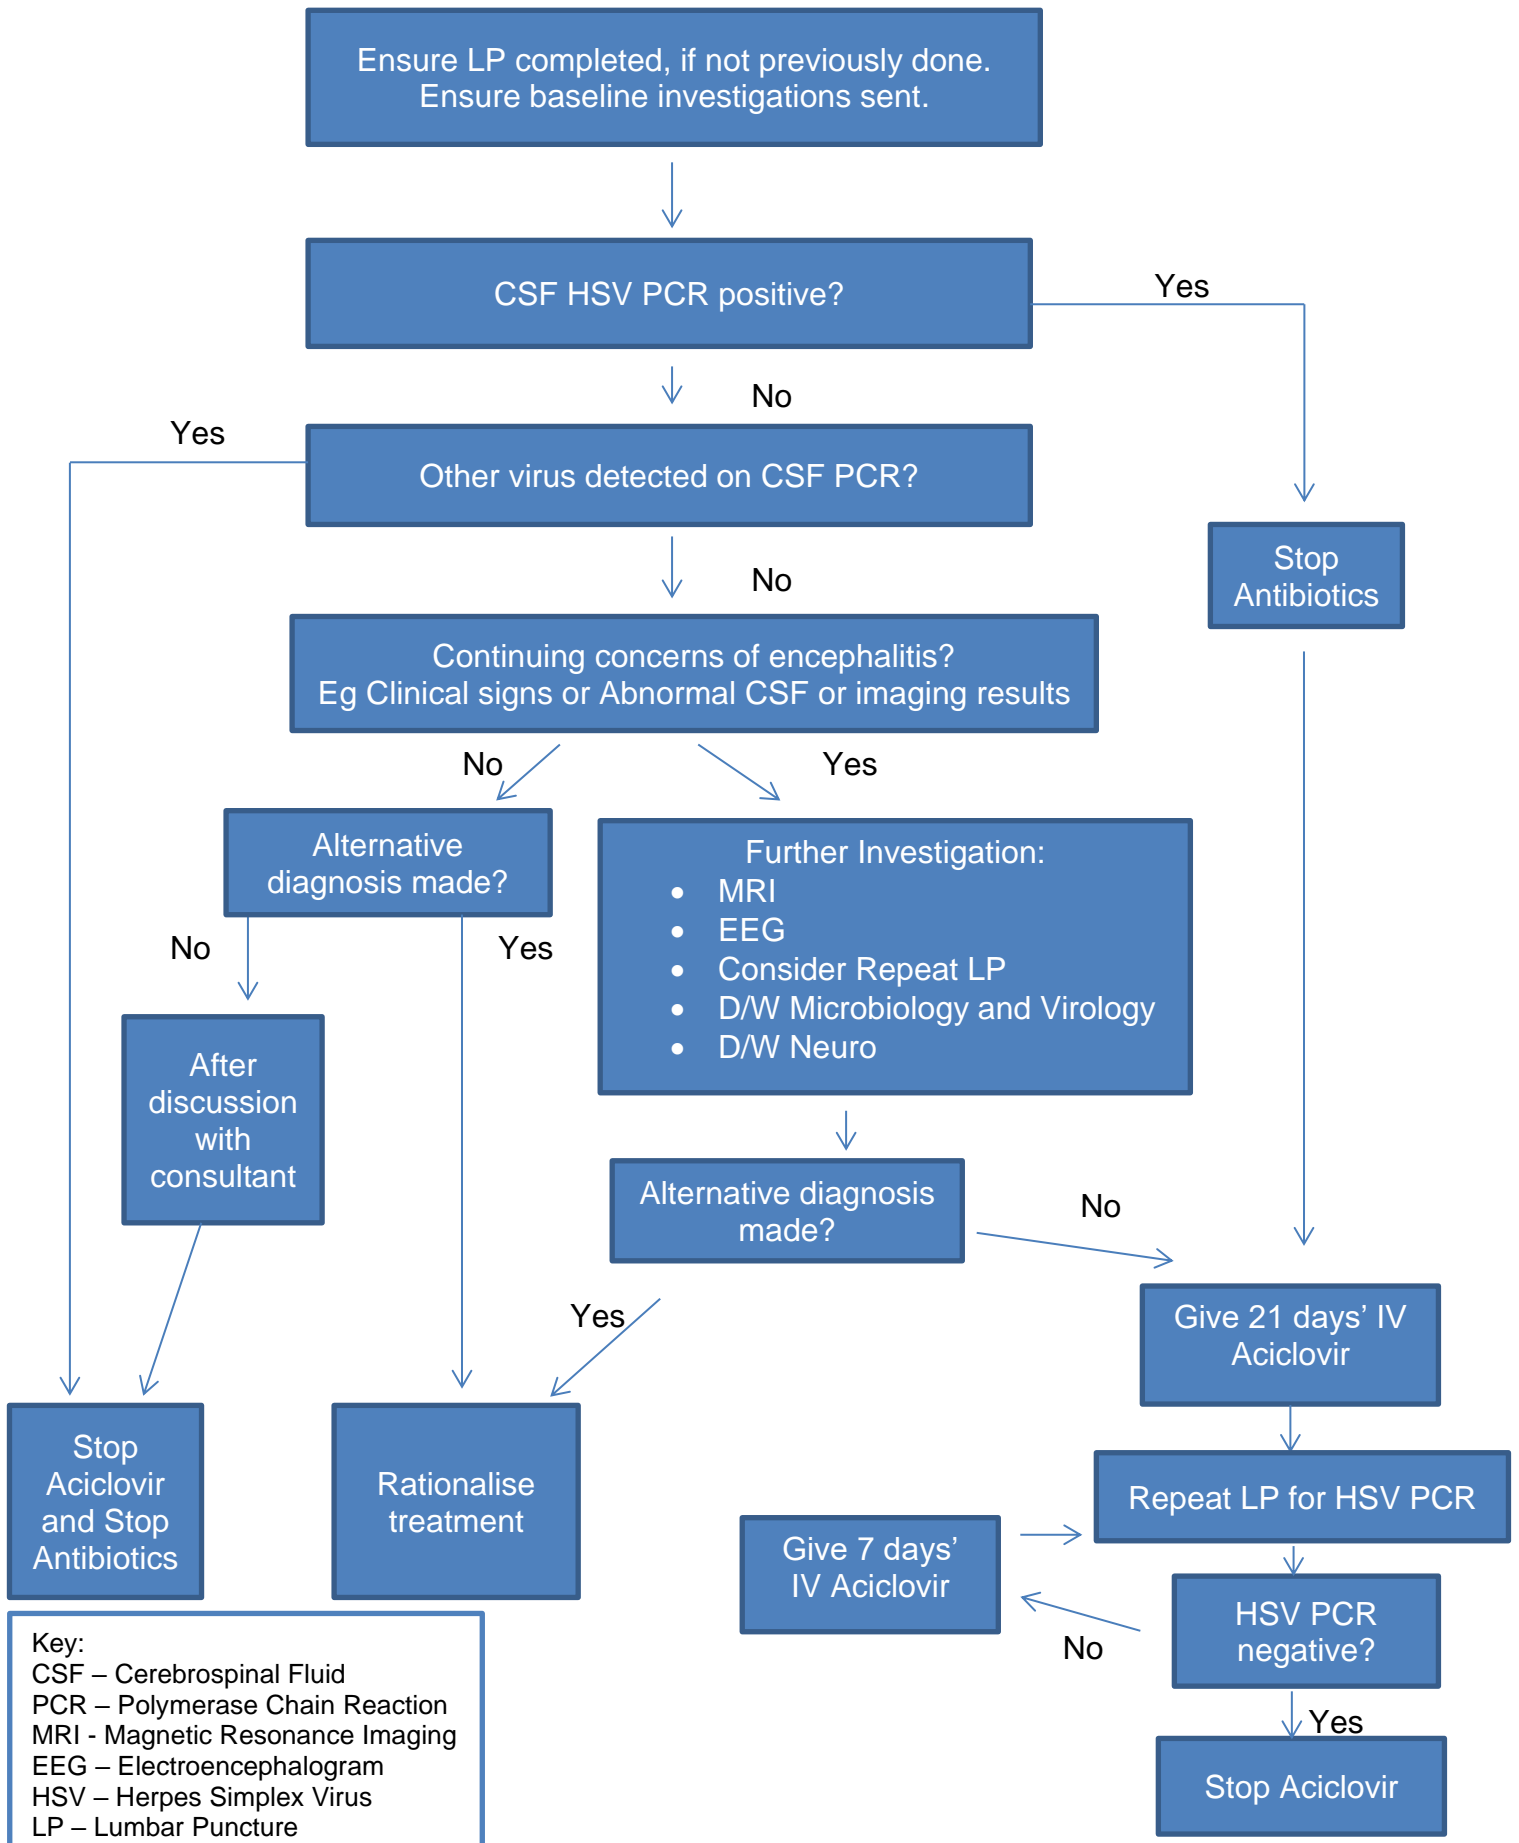 Ensure LP completed, if not previously done.
Ensure baseline investigations sent.
CSF HSV PCR positive?
Yes
No
Yes
Other virus detected on CSF PCR?
Stop
Antibiotics
No
Continuing concerns of encephalitis?
Eg Clinical signs or Abnormal CSF or imaging results
No
Yes
Alternative
diagnosis made?
Further Investigation:
• MRI
• EEG
• Consider Repeat LP
• D/W Microbiology and Virology
• D/W Neuro
No
Yes
After
discussion
with
consultant
Alternative diagnosis
made?
No
Yes
Give 21 days’ IV
Aciclovir
Stop
Aciclovir
and Stop
Antibiotics
Rationalise
treatment
Repeat LP for HSV PCR
Give 7 days’
IV Aciclovir
HSV PCR
negative?
No
Yes
Stop Aciclovir
Key:
CSF – Cerebrospinal Fluid
PCR – Polymerase Chain Reaction
MRI - Magnetic Resonance Imaging
EEG – Electroencephalogram
HSV – Herpes Simplex Virus
LP – Lumbar Puncture